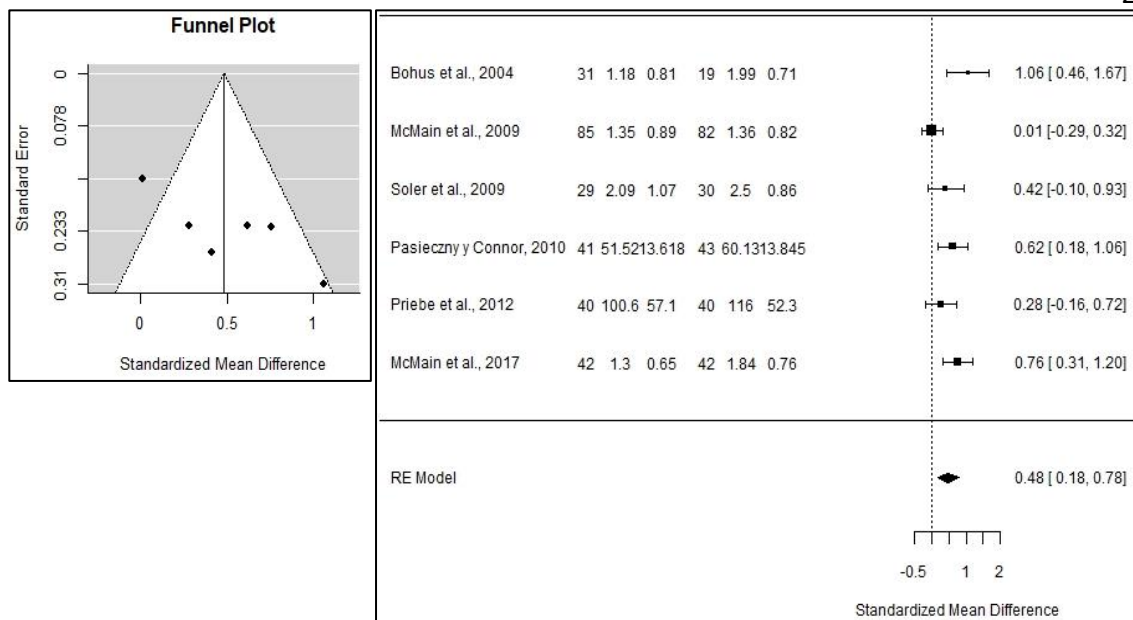 Funnel Plot
0
0.078
0.233
0.31
Standard Error
0 0.5 1
Standardized Mean Difference
Bohus et al., 2004 31 1.18 0.81 19 1.99 0.71 1.06 [ 0.46, 1.67]
McMain et al., 2009 85 1.35 0.89 82 1.36 0.82 0.01 [-0.29, 0.32]
Soler et al., 2009 29 2.09 1.07 30 2.5 0.86 0.42 [-0.10, 0.93]
Pasieczny y Connor, 2010 41 51.5213.618 43 60.1313.845 0.62 [ 0.18, 1.06]
Priebe et al., 2012 40 100.6 57.1 40 116 52.3 0.28 [-0.16, 0.72]
McMain et al., 2017 42 1.3 0.65 42 1.84 0.76 0.76 [ 0.31, 1.20]
RE Model 0.48 [ 0.18, 0.78]
-0.5 1 2
Standardized Mean Difference